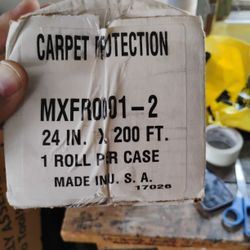 CARPET PROTECTION
MXFR0001-2
24 IN. X 200 FT.
1 ROLL PER CASE
MADE IN U. S. A.
17026